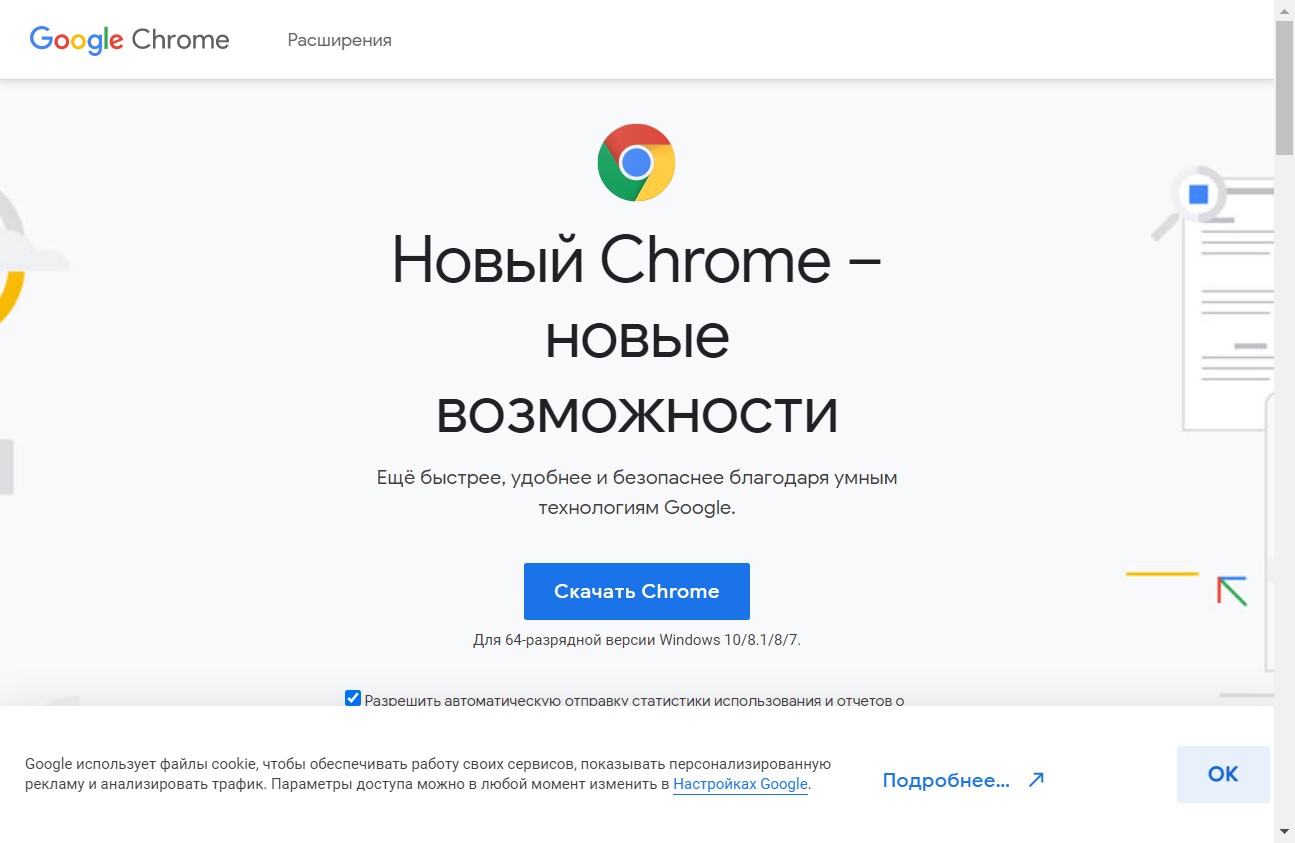 Google Chrome
Расширения
Новый Chrome –
новые
возможности
Ещё быстрее, удобнее и безопаснее благодаря умным
технологиям Google.
Скачать Chrome
Для 64-разрядной версии Windows 10/8.1/8/7.
Разрешить автоматическую отправку статистики использования и отчетов о
Google использует файлы cookie, чтобы обеспечивать работу своих сервисов, показывать персонализированную
рекламу и анализировать трафик. Параметры доступа можно в любой момент изменить в Настройках Google.
Подробнее...
ОК